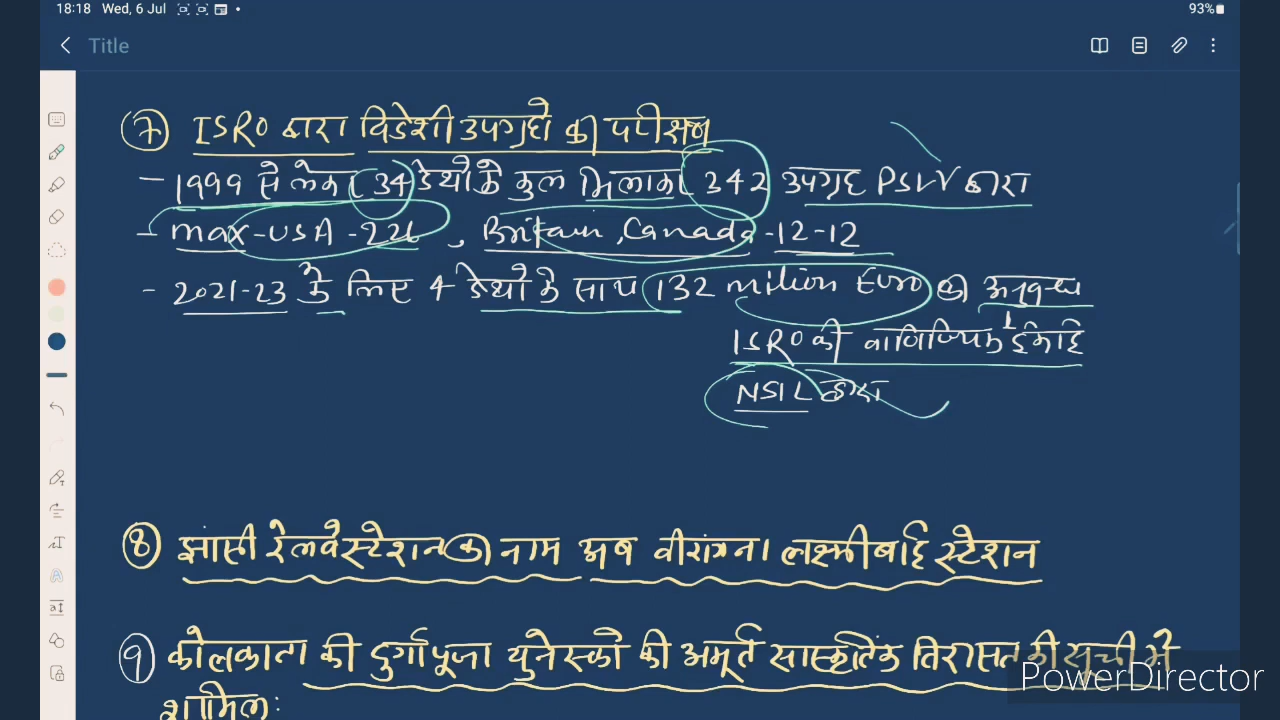 18:18 Wed, 6 Jul
93%
Title
(7) ISRO द्वारा विदेशी उपग्रहो का परीक्षण
- 1999 से लेकर 34 देशों के कुल मिलाकर 342 उपग्रह PSLV द्वारा
- max - USA - 226, Britain, Canada - 12-12
- 2021-23 के लिए 4 देशों के साथ 132 million Euro का अनुबन्ध
ISRO की वाणिज्यिक ईकाई
NSIL द्वारा
(8) झांसी रेलवे स्टेशन का नाम अब वीरांगना लक्ष्मीबाई स्टेशन
(9) कोलकाता की दुर्गापूजा युनेस्को की अमूर्त सांस्कृतिक विरासत की सूची में
शामिल:
PowerDirector